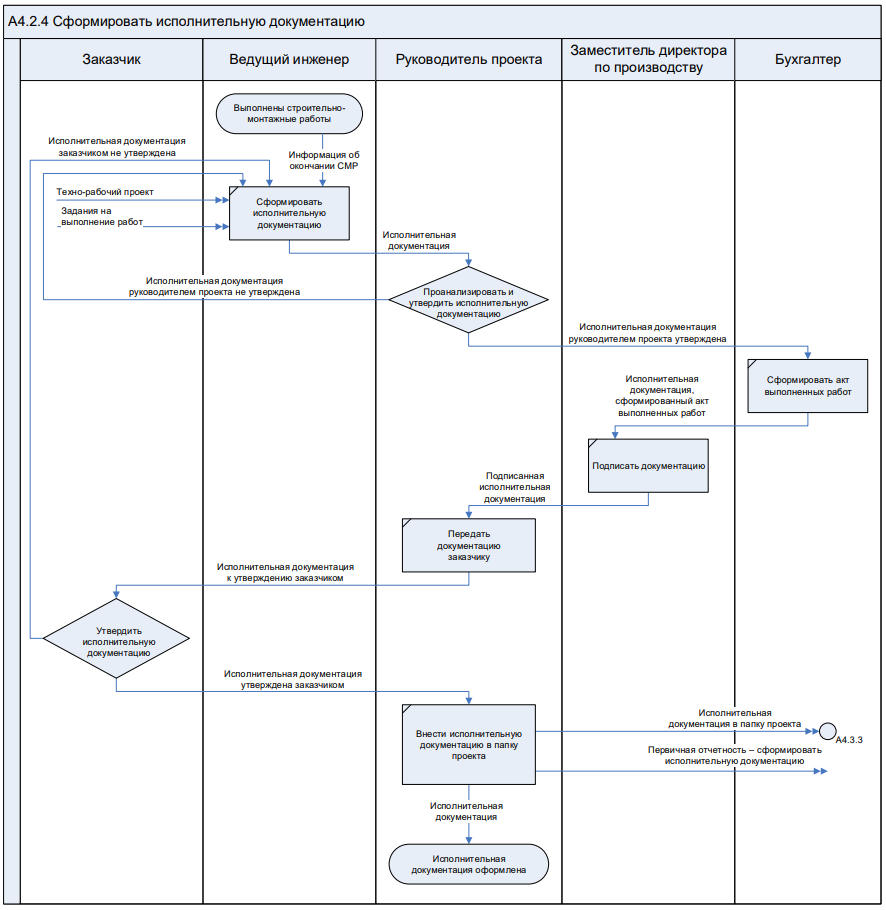 А4.2.4 Сформировать исполнительную документацию
Заказчик
Ведущий инженер
Руководитель проекта
Заместитель директора
по производству
Бухгалтер
Выполнены строительно-
монтажные работы
Исполнительная документация
заказчиком не утверждена
Информация об
окончании СМР
Техно-рабочий проект
Задания на
_выполнение работ_
Сформировать
исполнительную
документацию
Исполнительная
документация
Исполнительная документация
руководителем проекта не утверждена
Проанализировать и
утвердить исполнительную
документацию
Исполнительная документация
руководителем проекта утверждена
Сформировать акт
выполненных работ
Исполнительная
документация,
сформированный акт
выполненных работ
Подписать документацию
Подписанная
исполнительная
документация
Передать
документацию
заказчику
Исполнительная документация
к утверждению заказчиком
Утвердить
исполнительную
документацию
Исполнительная документация
утверждена заказчиком
Внести исполнительную
документацию в папку
проекта
Исполнительная
документация в папку проекта
А4.3.3
Первичная отчетность – сформировать
исполнительную документацию
Исполнительная
документация
Исполнительная
документация оформлена